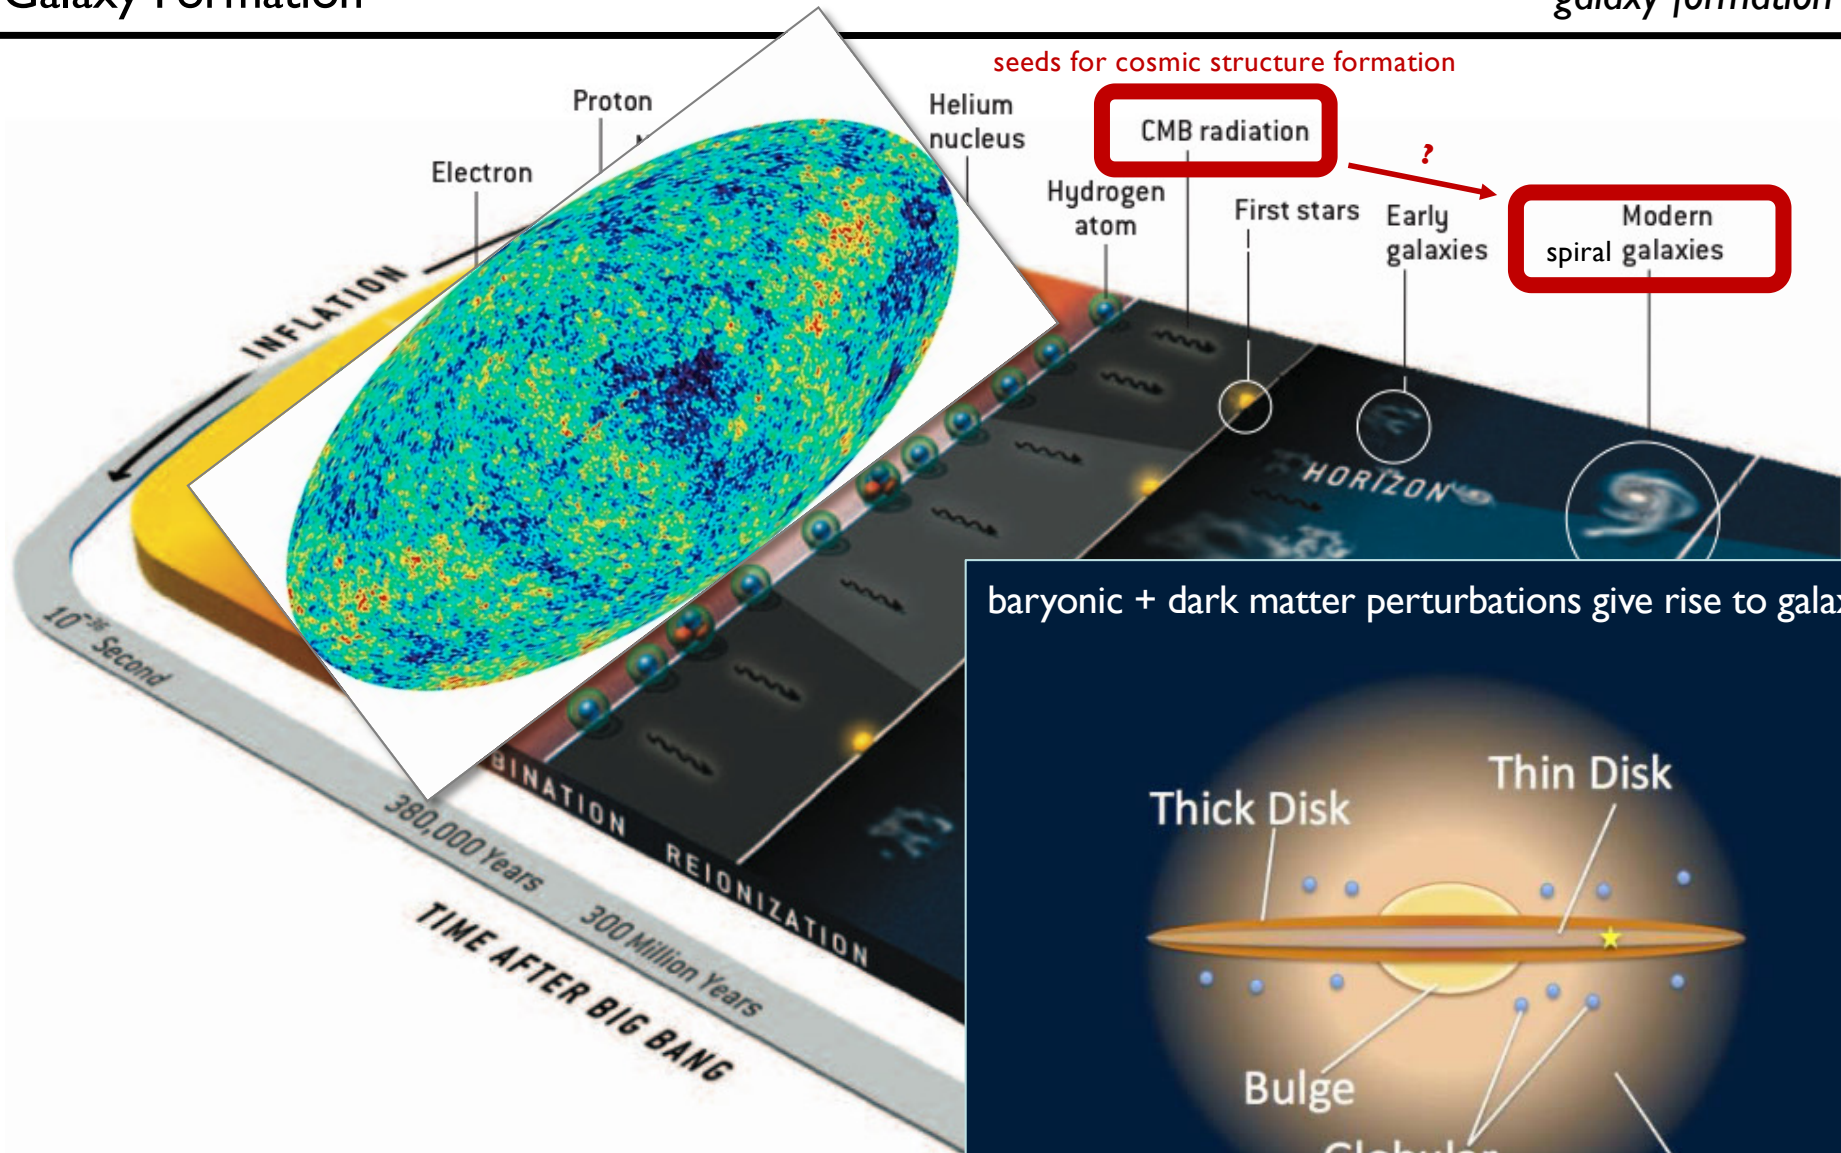 Galaxy Formation
galaxy formation
seeds for cosmic structure formation
Proton
Electron
Helium
nucleus
CMB radiation
?
Hydrogen
atom
First stars
Early
galaxies
Modern
spiral galaxies
INFLATION
HORIZON
10⁻³⁶
Second
BINATION
REIONIZATION
380,000 Years
300 Million Years
TIME AFTER BIG BANG
baryonic + dark matter perturbations give rise to gala
Thin Disk
Thick Disk
Bulge
Globular